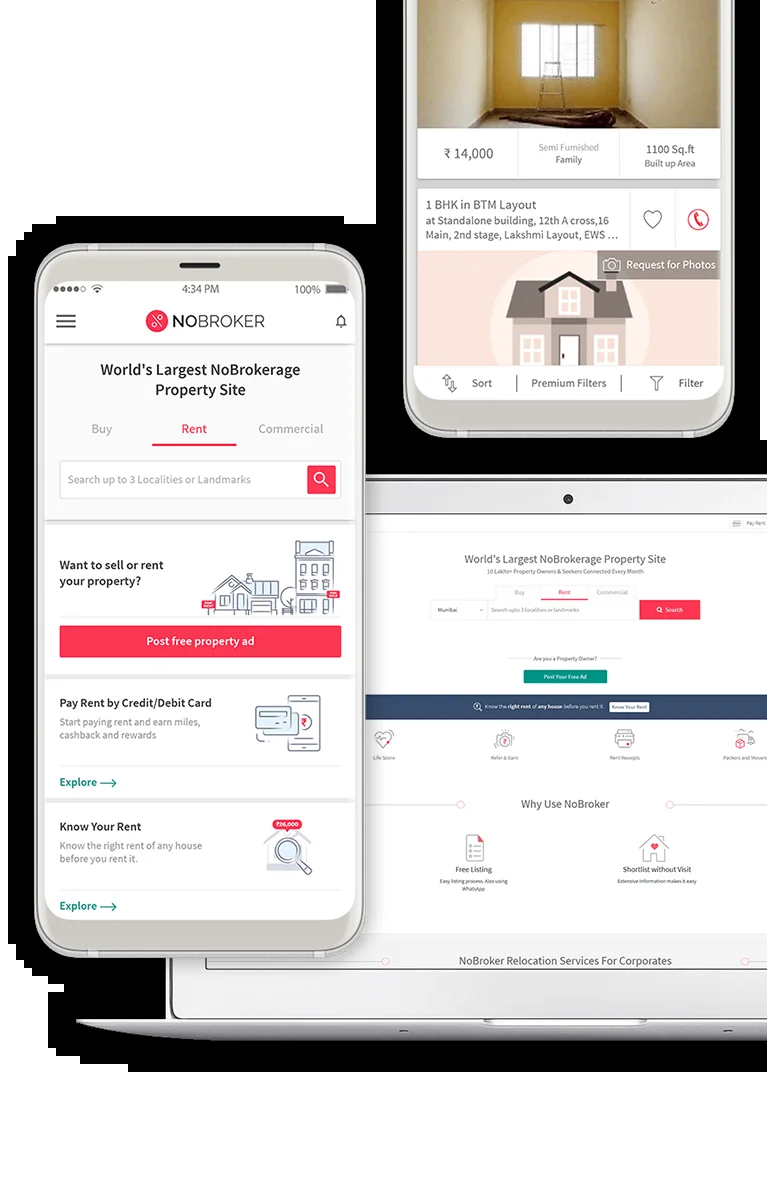 ₹ 14,000
Semi Furnished
Family
1100 Sq.ft
Built up Area
1 BHK in BTM Layout
at Standalone building, 12th A cross,16
Main, 2nd stage, Lakshmi Layout, EWS ...
Request for Photos
Sort
Premium Filters
Filter
4:34 PM
100%
NOBROKER
World's Largest NoBrokerage
Property Site
Buy
Rent
Commercial
Search up to 3 Localities or Landmarks
Want to sell or rent
your property?
Post free property ad
Pay Rent by Credit/Debit Card
Start paying rent and earn miles,
cashback and rewards
Explore
Know Your Rent
₹26,000
Know the right rent of any house
before you rent it.
Explore
Pay Rent
World's Largest NoBrokerage Property Site
10 Lakhs+ Property Owners & Seekers Connected Every Month
Buy
Rent
Commercial
Mumbai
Search upto 3 localities or landmarks
Search
Are you a Property Owner?
Post Your Free Ad
Know the right rent of any house before you rent it.
Know Your Rent
Life Score
Refer & Earn
Rent Receipts
Packers and Movers
Why Use NoBroker
Free Listing
Easy listing process. Also using
WhatsApp
Shortlist without Visit
Extensive Information makes it easy
NoBroker Relocation Services For Corporates